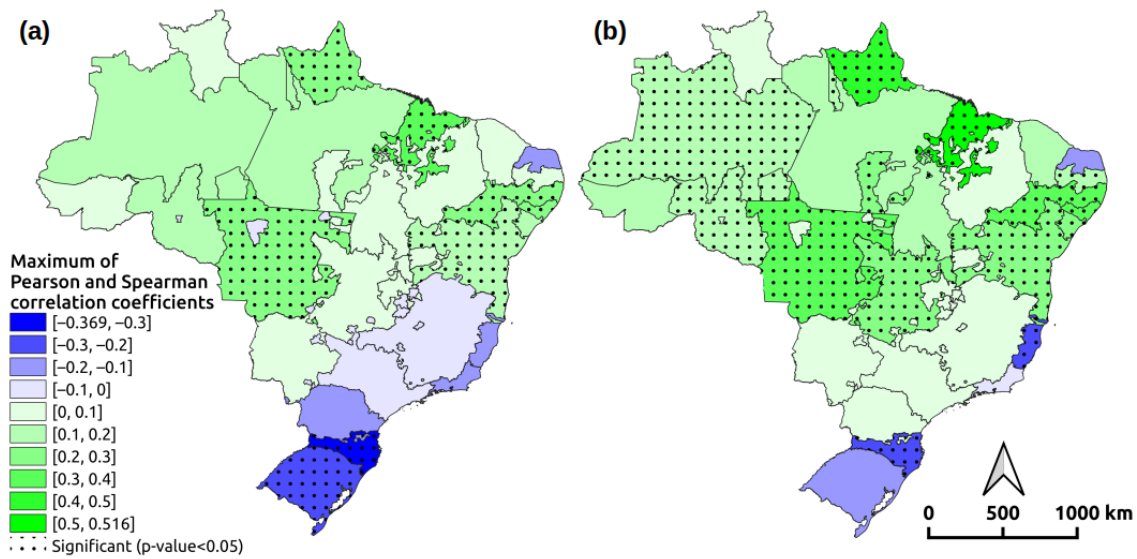 (a)
(b)
Maximum of
Pearson and Spearman
correlation coefficients
[−0.369, −0.3]
[−0.3, −0.2]
[−0.2, −0.1]
[−0.1, 0]
[0, 0.1]
[0.1, 0.2]
[0.2, 0.3]
[0.3, 0.4]
[0.4, 0.5]
[0.5, 0.516]
Significant (p-value<0.05)
0 500 1000 km